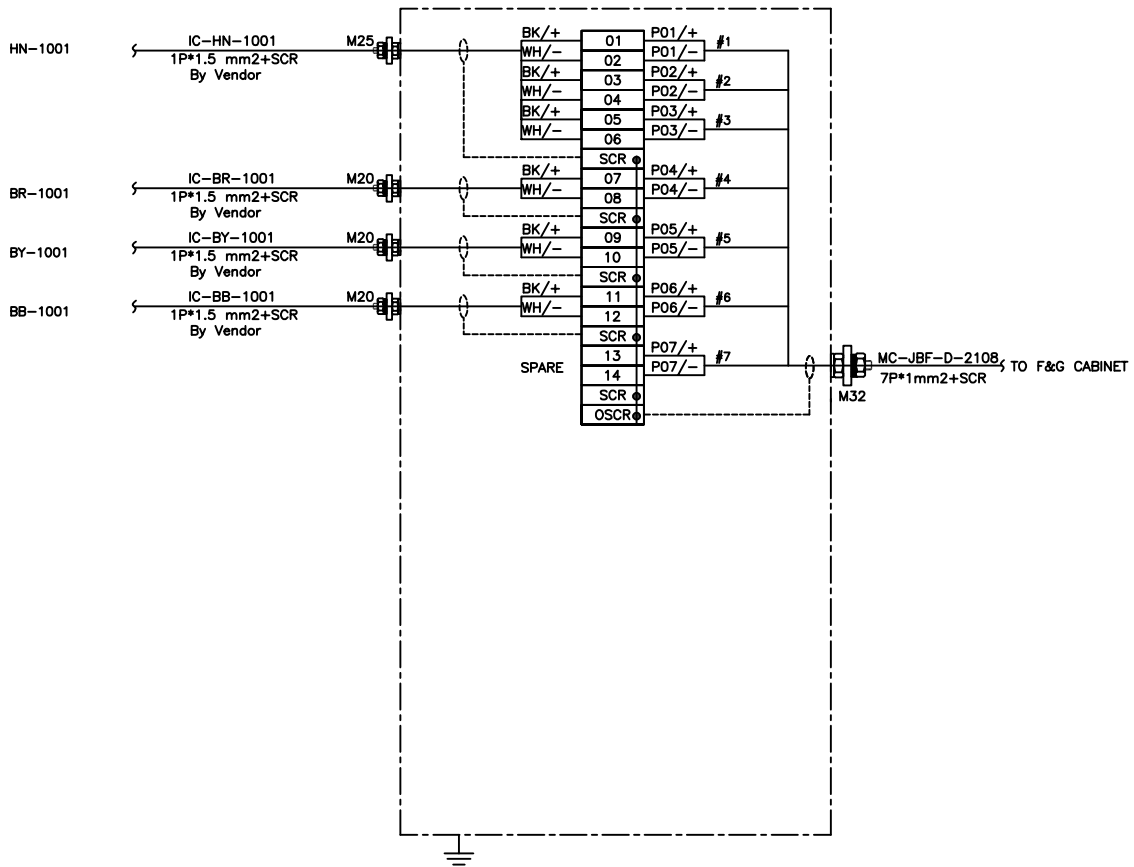 HN-1001
IC-HN-1001
1P*1.5 mm2+SCR
By Vendor
M25
BR-1001
IC-BR-1001
1P*1.5 mm2+SCR
By Vendor
M20
BY-1001
IC-BY-1001
1P*1.5 mm2+SCR
By Vendor
M20
BB-1001
IC-BB-1001
1P*1.5 mm2+SCR
By Vendor
M20
BK/+ 01 P01/+ #1
WH/- 02 P01/-
BK/+ 03 P02/+ #2
WH/- 04 P02/-
BK/+ 05 P03/+ #3
WH/- 06 P03/-
SCR
BK/+ 07 P04/+ #4
WH/- 08 P04/-
SCR
BK/+ 09 P05/+ #5
WH/- 10 P05/-
SCR
BK/+ 11 P06/+ #6
WH/- 12 P06/-
SCR
SPARE 13 P07/+ #7
14 P07/-
SCR
OSCR
MC-JBF-D-2108
7P*1mm2+SCR
M32
TO F&G CABINET